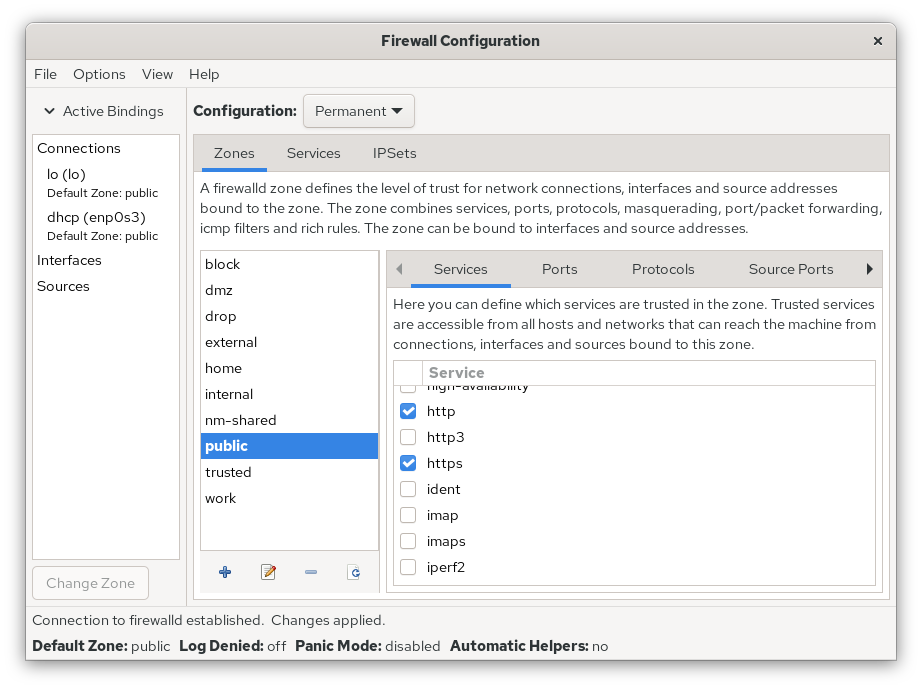 Firewall Configuration
File Options View Help
Active Bindings
Configuration: Permanent
Connections
lo (lo)
Default Zone: public
dhcp (enp0s3)
Default Zone: public
Interfaces
Sources
Change Zone
Zones Services IPSets
A firewalld zone defines the level of trust for network connections, interfaces and source addresses
bound to the zone. The zone combines services, ports, protocols, masquerading, port/packet forwarding,
icmp filters and rich rules. The zone can be bound to interfaces and source addresses.
block
dmz
drop
external
home
internal
nm-shared
public
trusted
work
Services Ports Protocols Source Ports
Here you can define which services are trusted in the zone. Trusted services
are accessible from all hosts and networks that can reach the machine from
connections, interfaces and sources bound to this zone.
Service
high-availability
http
http3
https
ident
imap
imaps
iperf2
Connection to firewalld established. Changes applied.
Default Zone: public Log Denied: off Panic Mode: disabled Automatic Helpers: no